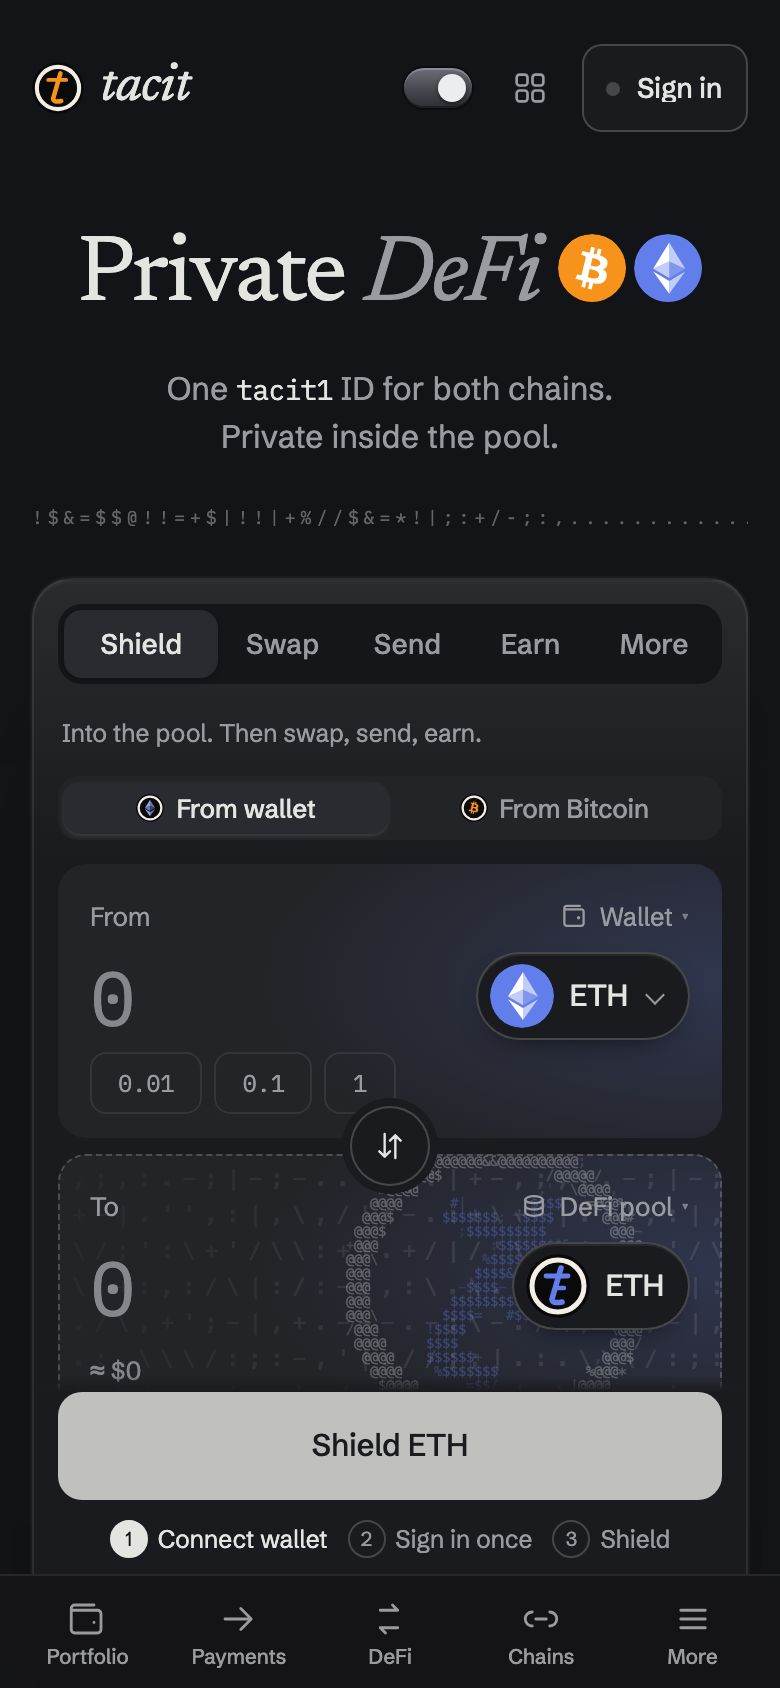 tacit
Sign in
Private DeFi
One tacit1 ID for both chains.
Private inside the pool.
!$&=$$@!!=+$|!!|+%//$&=*!|;:+/-;:,............
Shield Swap Send Earn More
Into the pool. Then swap, send, earn.
From wallet From Bitcoin
From Wallet
0 ETH
0.01 0.1 1
To DeFi pool
0 ETH
≈ $0
Shield ETH
1 Connect wallet 2 Sign in once 3 Shield
Portfolio Payments DeFi Chains More